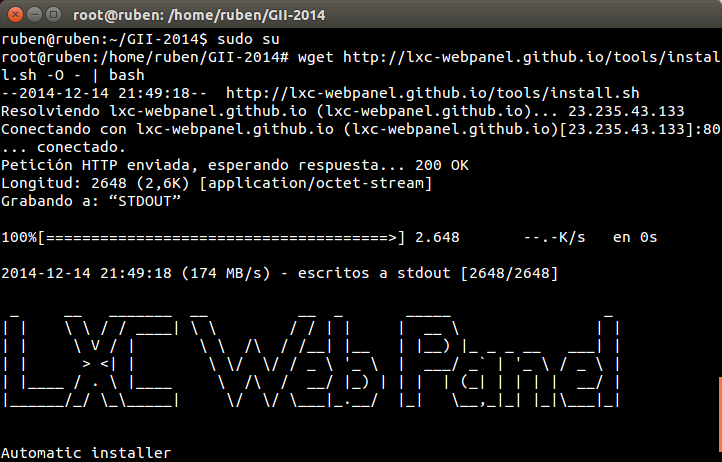 root@ruben: /home/ruben/GII-2014
ruben@ruben:~/GII-2014$ sudo su
root@ruben:/home/ruben/GII-2014# wget http://lxc-webpanel.github.io/tools/instal
l.sh -O - | bash
--2014-12-14 21:49:18--  http://lxc-webpanel.github.io/tools/install.sh
Resolviendo lxc-webpanel.github.io (lxc-webpanel.github.io)... 23.235.43.133
Conectando con lxc-webpanel.github.io (lxc-webpanel.github.io)[23.235.43.133]:80
... conectado.
Petición HTTP enviada, esperando respuesta... 200 OK
Longitud: 2648 (2,6K) [application/octet-stream]
Grabando a: “STDOUT”
100%[======================================>] 2.648       --.-K/s   en 0s
2014-12-14 21:49:18 (174 MB/s) - escritos a stdout [2648/2648]
LXC Web Panel
Automatic installer